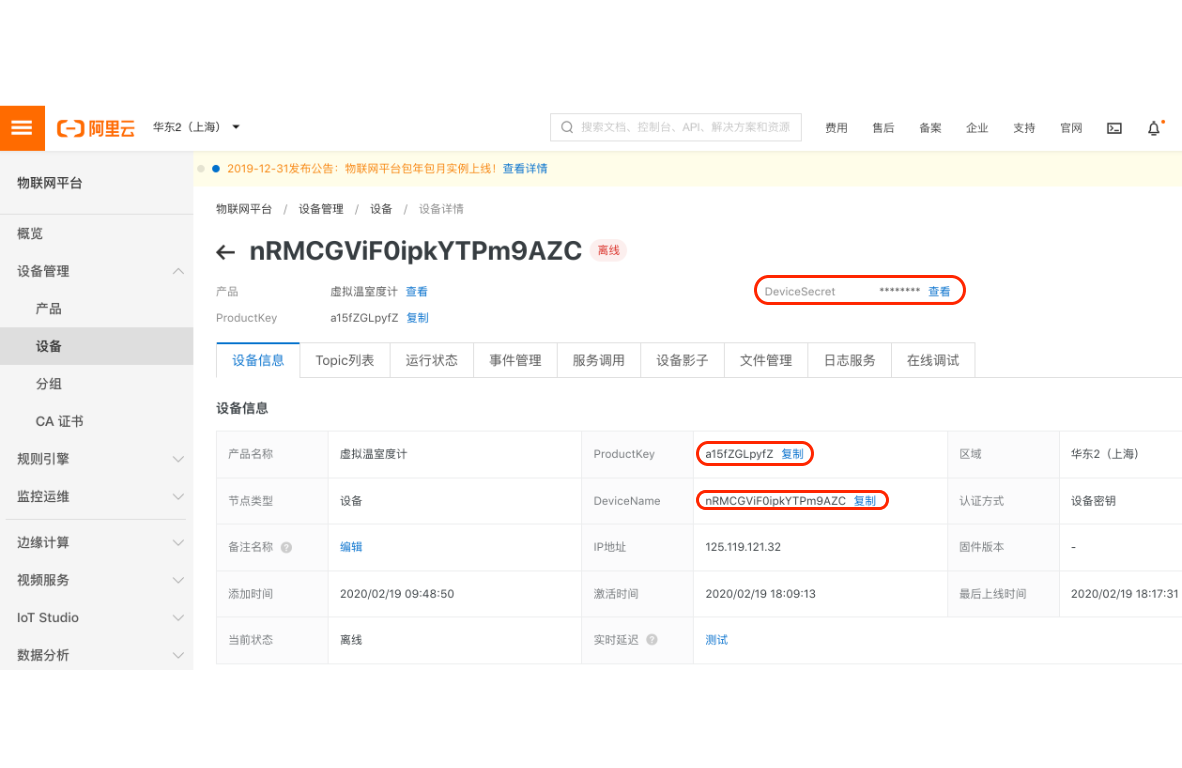 阿里云 华东2（上海） 搜索文档、控制台、API、解决方案和资源 费用 售后 备案 企业 支持 官网
物联网平台
概览
设备管理
产品
设备
分组
CA 证书
规则引擎
监控运维
边缘计算
视频服务
IoT Studio
数据分析
2019-12-31发布公告：物联网平台包年包月实例上线！ 查看详情
物联网平台 / 设备管理 / 设备 / 设备详情
← nRMCGViF0ipkYTPm9AZC 离线
产品 虚拟温室度计 查看 DeviceSecret ******** 查看
ProductKey a15fZGLpyfZ 复制
设备信息 Topic列表 运行状态 事件管理 服务调用 设备影子 文件管理 日志服务 在线调试
设备信息
产品名称 虚拟温室度计 ProductKey a15fZGLpyfZ 复制 区域 华东2（上海）
节点类型 设备 DeviceName nRMCGViF0ipkYTPm9AZC 复制 认证方式 设备密钥
备注名称 ? 编辑 IP地址 125.119.121.32 固件版本 -
添加时间 2020/02/19 09:48:50 激活时间 2020/02/19 18:09:13 最后上线时间 2020/02/19 18:17:31
当前状态 离线 实时延迟 ? 测试